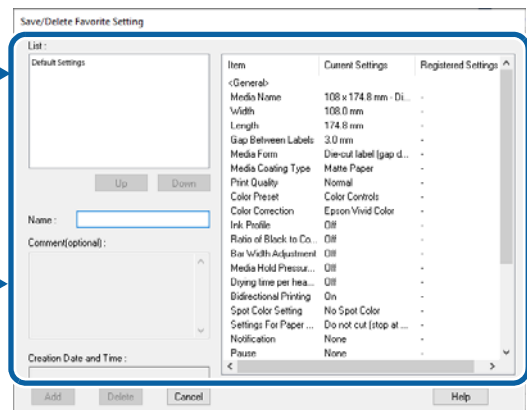 Save/Delete Favorite Setting
List :
Default Settings
Up Down
Name :
Comment(optional) :
Creation Date and Time :
Item Current Settings Registered Settings
<General>
Media Name 108 x 174.8 mm - Di... -
Width 108.0 mm -
Length 174.8 mm -
Gap Between Labels 3.0 mm -
Media Form Die-cut label (gap d... -
Media Coating Type Matte Paper -
Print Quality Normal -
Color Preset Color Controls -
Color Correction Epson Vivid Color -
Ink Profile Off -
Ratio of Black to Co... Off -
Bar Width Adjustment Off -
Media Hold Pressur... Off -
Drying time per hea... Off -
Bidirectional Printing On -
Spot Color Setting No Spot Color -
Settings For Paper ... Do not cut (stop at ... -
Notification None -
Pause None -
Add Delete Cancel Help